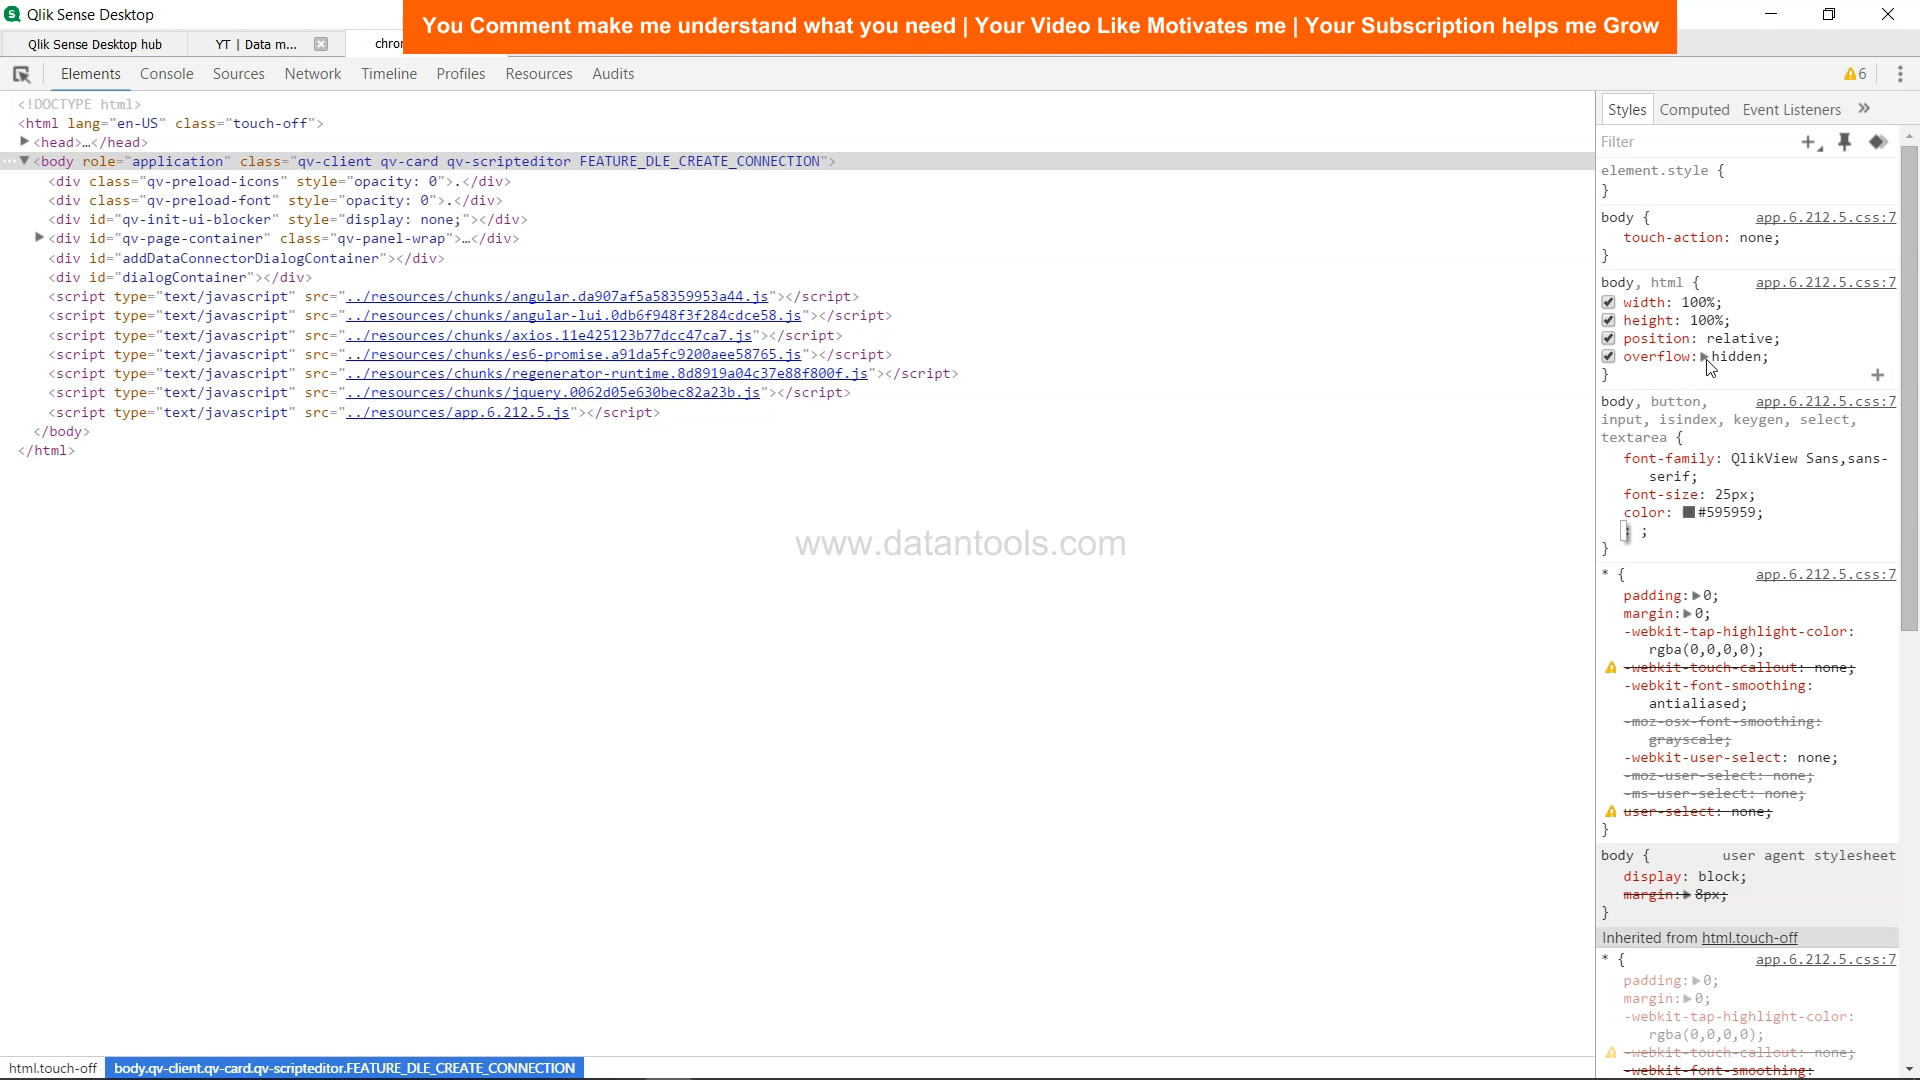 Qlik Sense Desktop
You Comment make me understand what you need | Your Video Like Motivates me | Your Subscription helps me Grow
Qlik Sense Desktop hub
YT | Data m...
chro
Elements Console Sources Network Timeline Profiles Resources Audits
6
<!DOCTYPE html>
<html lang="en-US" class="touch-off">
<head>…</head>
<body role="application" class="qv-client qv-card qv-scripteditor FEATURE_DLE_CREATE_CONNECTION">
<div class="qv-preload-icons" style="opacity: 0">.</div>
<div class="qv-preload-font" style="opacity: 0">.</div>
<div id="qv-init-ui-blocker" style="display: none;"></div>
<div id="qv-page-container" class="qv-panel-wrap">…</div>
<div id="addDataConnectorDialogContainer"></div>
<div id="dialogContainer"></div>
<script type="text/javascript" src="../resources/chunks/angular.da907af5a58359953a44.js"></script>
<script type="text/javascript" src="../resources/chunks/angular-lui.0db6f948f3f284cdce58.js"></script>
<script type="text/javascript" src="../resources/chunks/axios.11e425123b77dcc47ca7.js"></script>
<script type="text/javascript" src="../resources/chunks/es6-promise.a91da5fc9200aee58765.js"></script>
<script type="text/javascript" src="../resources/chunks/regenerator-runtime.8d8919a04c37e88f800f.js"></script>
<script type="text/javascript" src="../resources/chunks/jquery.0062d05e630bec82a23b.js"></script>
<script type="text/javascript" src="../resources/app.6.212.5.js"></script>
</body>
</html>
www.datantools.com
html.touch-off body.qv-client.qv-card.qv-scripteditor.FEATURE_DLE_CREATE_CONNECTION
Styles Computed Event Listeners »
Filter
element.style {
}
body { app.6.212.5.css:7
touch-action: none;
}
body, html { app.6.212.5.css:7
width: 100%;
height: 100%;
position: relative;
overflow: hidden;
}
body, button, app.6.212.5.css:7
input, isindex, keygen, select,
textarea {
font-family: QlikView Sans,sans-
serif;
font-size: 25px;
color: #595959;
: ;
}
* { app.6.212.5.css:7
padding: 0;
margin: 0;
-webkit-tap-highlight-color:
rgba(0,0,0,0);
-webkit-touch-callout: none;
-webkit-font-smoothing:
antialiased;
-moz-osx-font-smoothing:
grayscale;
-webkit-user-select: none;
-moz-user-select: none;
-ms-user-select: none;
user-select: none;
}
body { user agent stylesheet
display: block;
margin: 8px;
}
Inherited from html.touch-off
* { app.6.212.5.css:7
padding: 0;
margin: 0;
-webkit-tap-highlight-color:
rgba(0,0,0,0);
-webkit-touch-callout: none;
-webkit-font-smoothing: